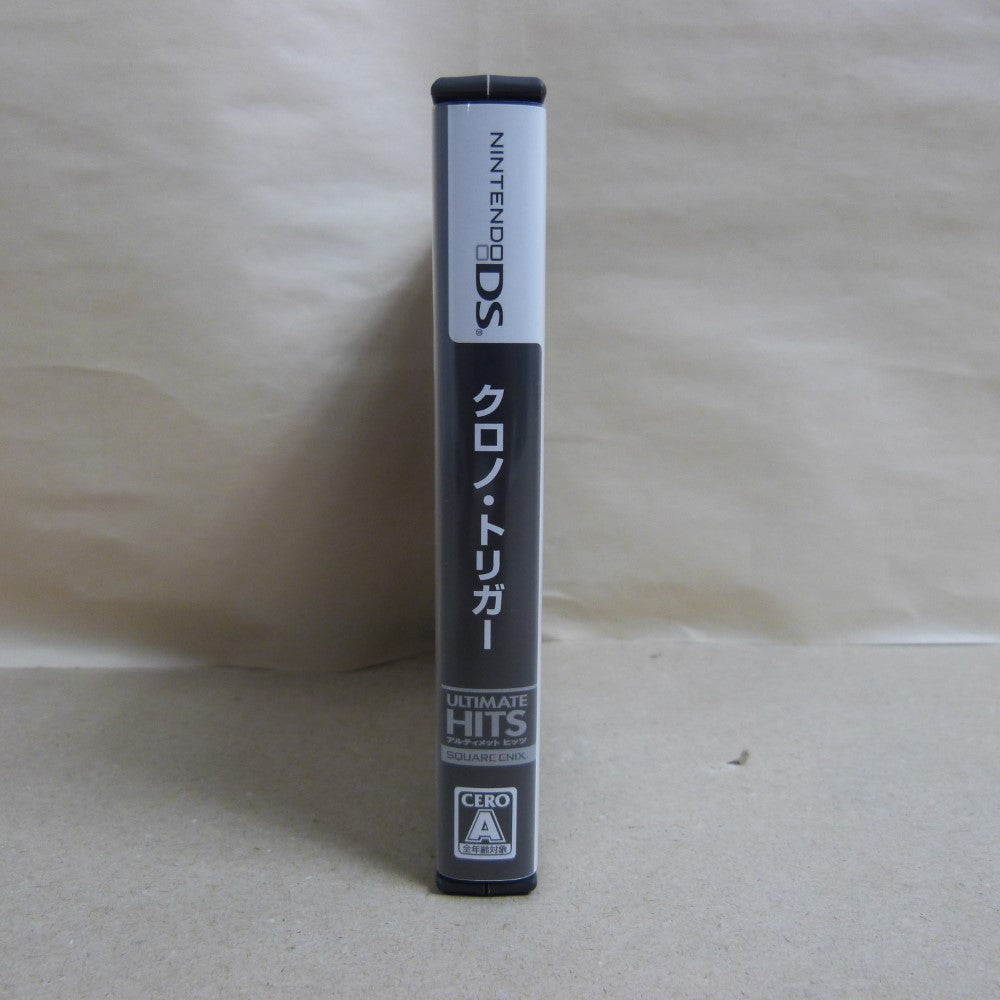 NINTENDO DS®
クロノ・トリガー
ULTIMATE
HITS
アルティメット ヒッツ
SQUARE ENIX®
CERO
A
全年齢対象